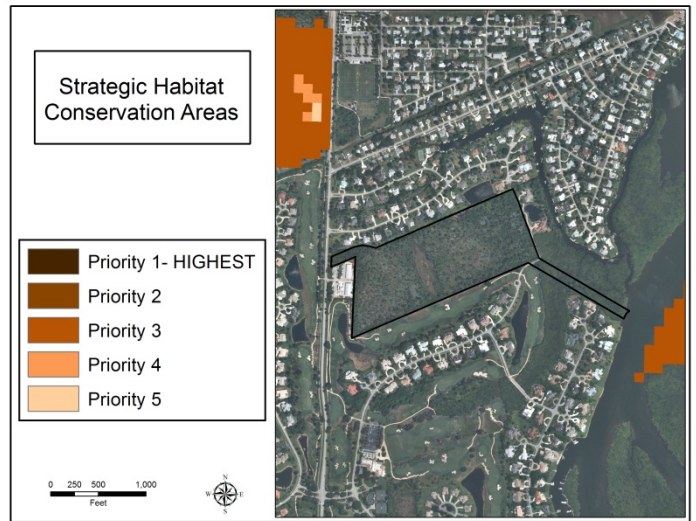 Strategic Habitat
Conservation Areas
Priority 1- HIGHEST
Priority 2
Priority 3
Priority 4
Priority 5
0 250 500 1,000
Feet
N
W E
S